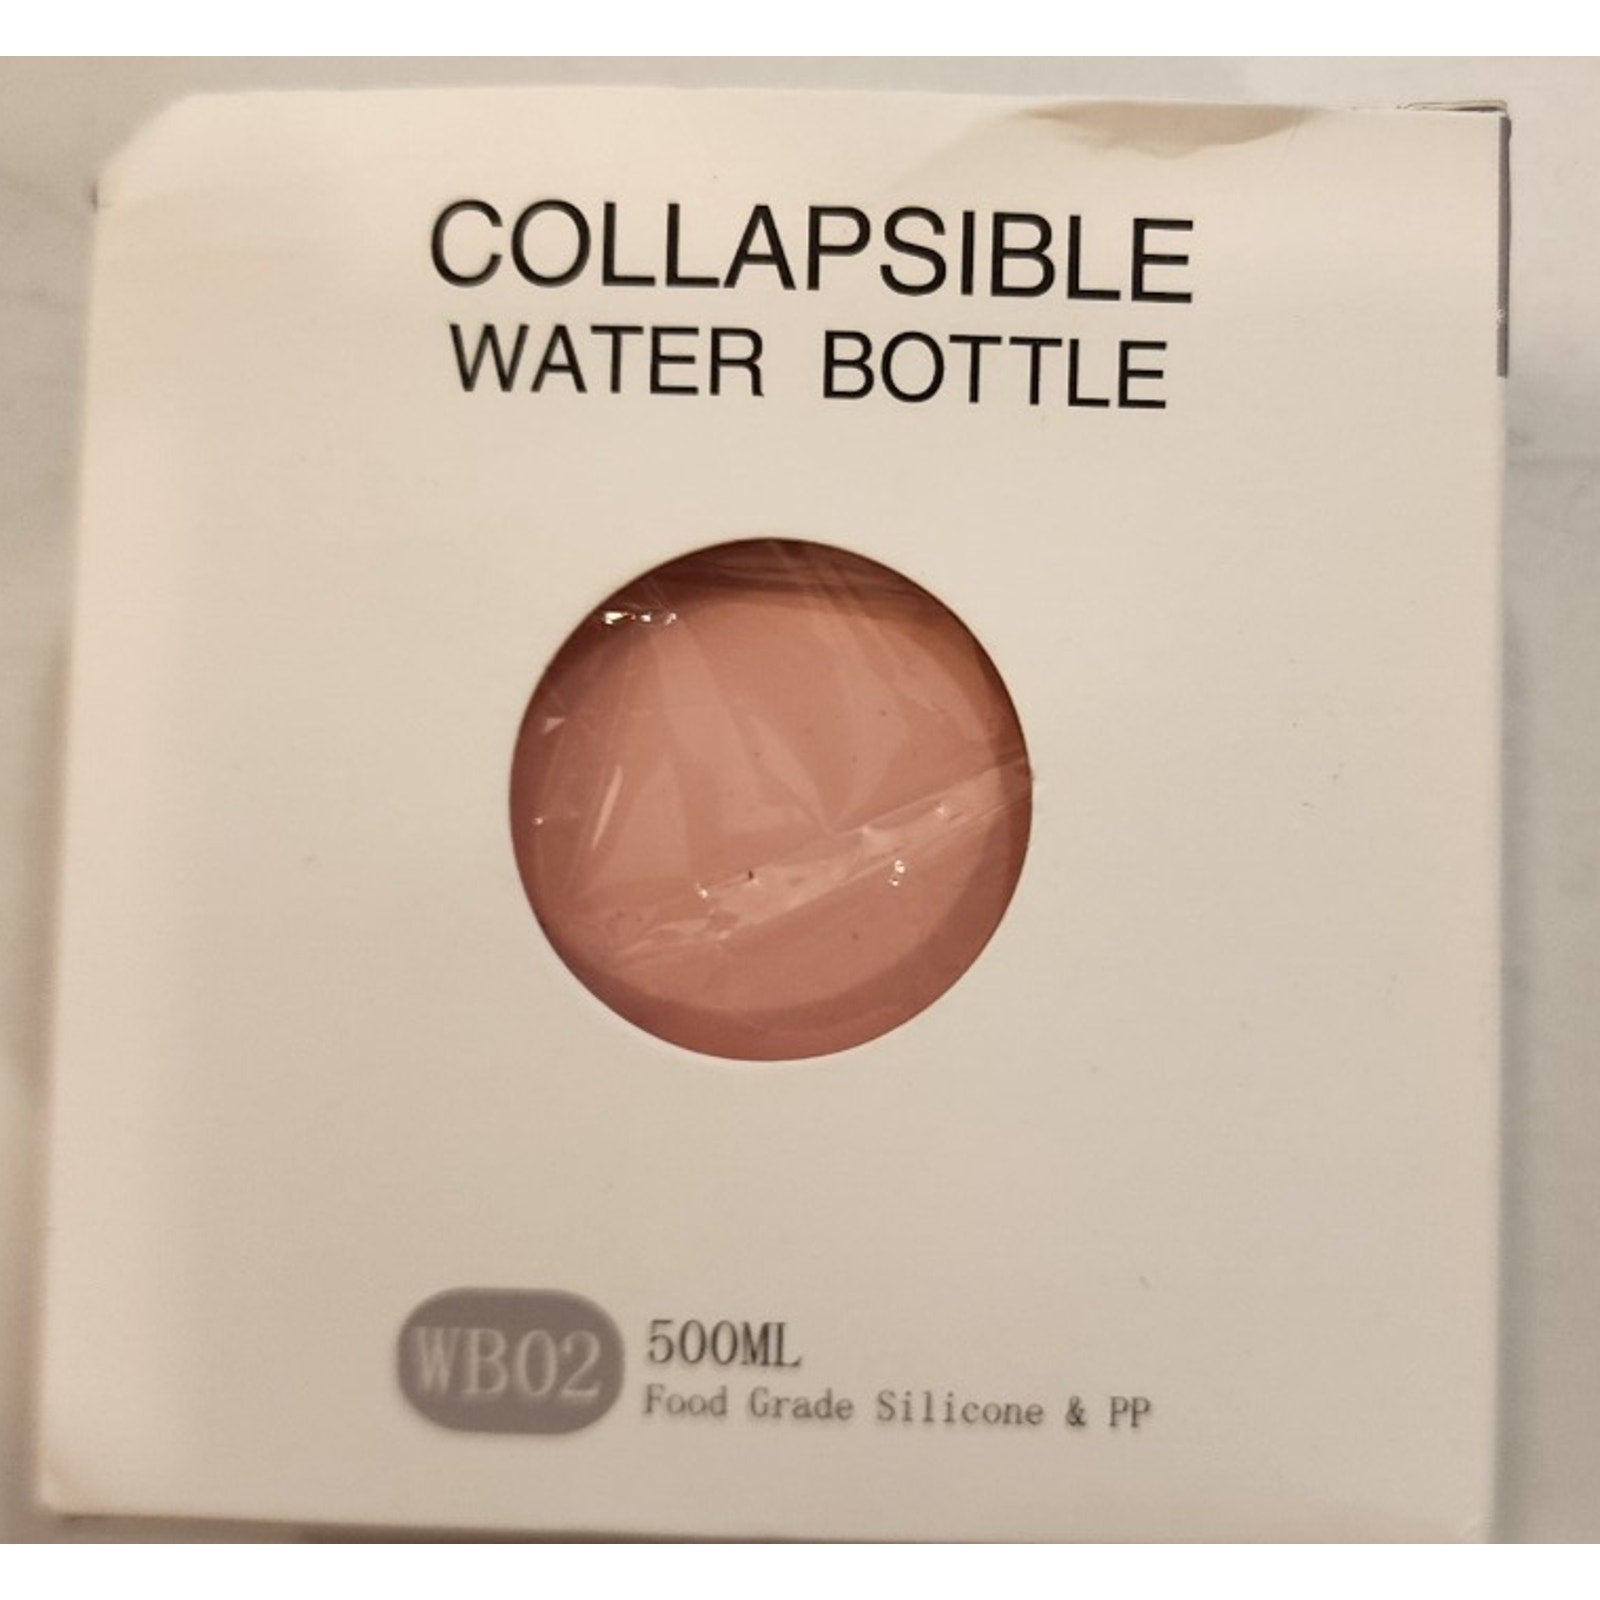 COLLAPSIBLE
WATER BOTTLE
WB02
500ML
Food Grade Silicone & PP